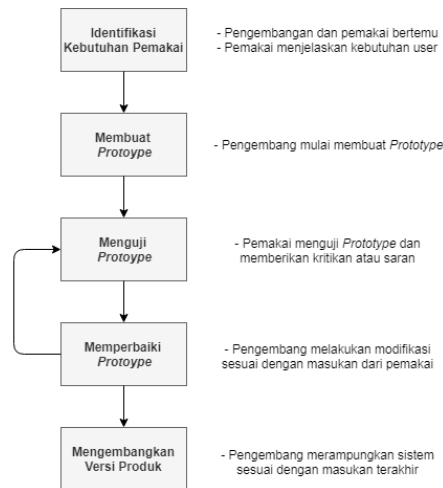 Identifikasi
Kebutuhan Pemakai
- Pengembangan dan pemakai bertemu
- Pemakai menjelaskan kebutuhan user
Membuat
Protoype
- Pengembang mulai membuat Prototype
Menguji
Protoype
- Pemakai menguji Prototype dan
memberikan kritikan atau saran
Memperbaiki
Protoype
- Pengembang melakukan modifikasi
sesuai dengan masukan dari pemakai
Mengembangkan
Versi Produk
- Pengembang merampungkan sistem
sesuai dengan masukan terakhir